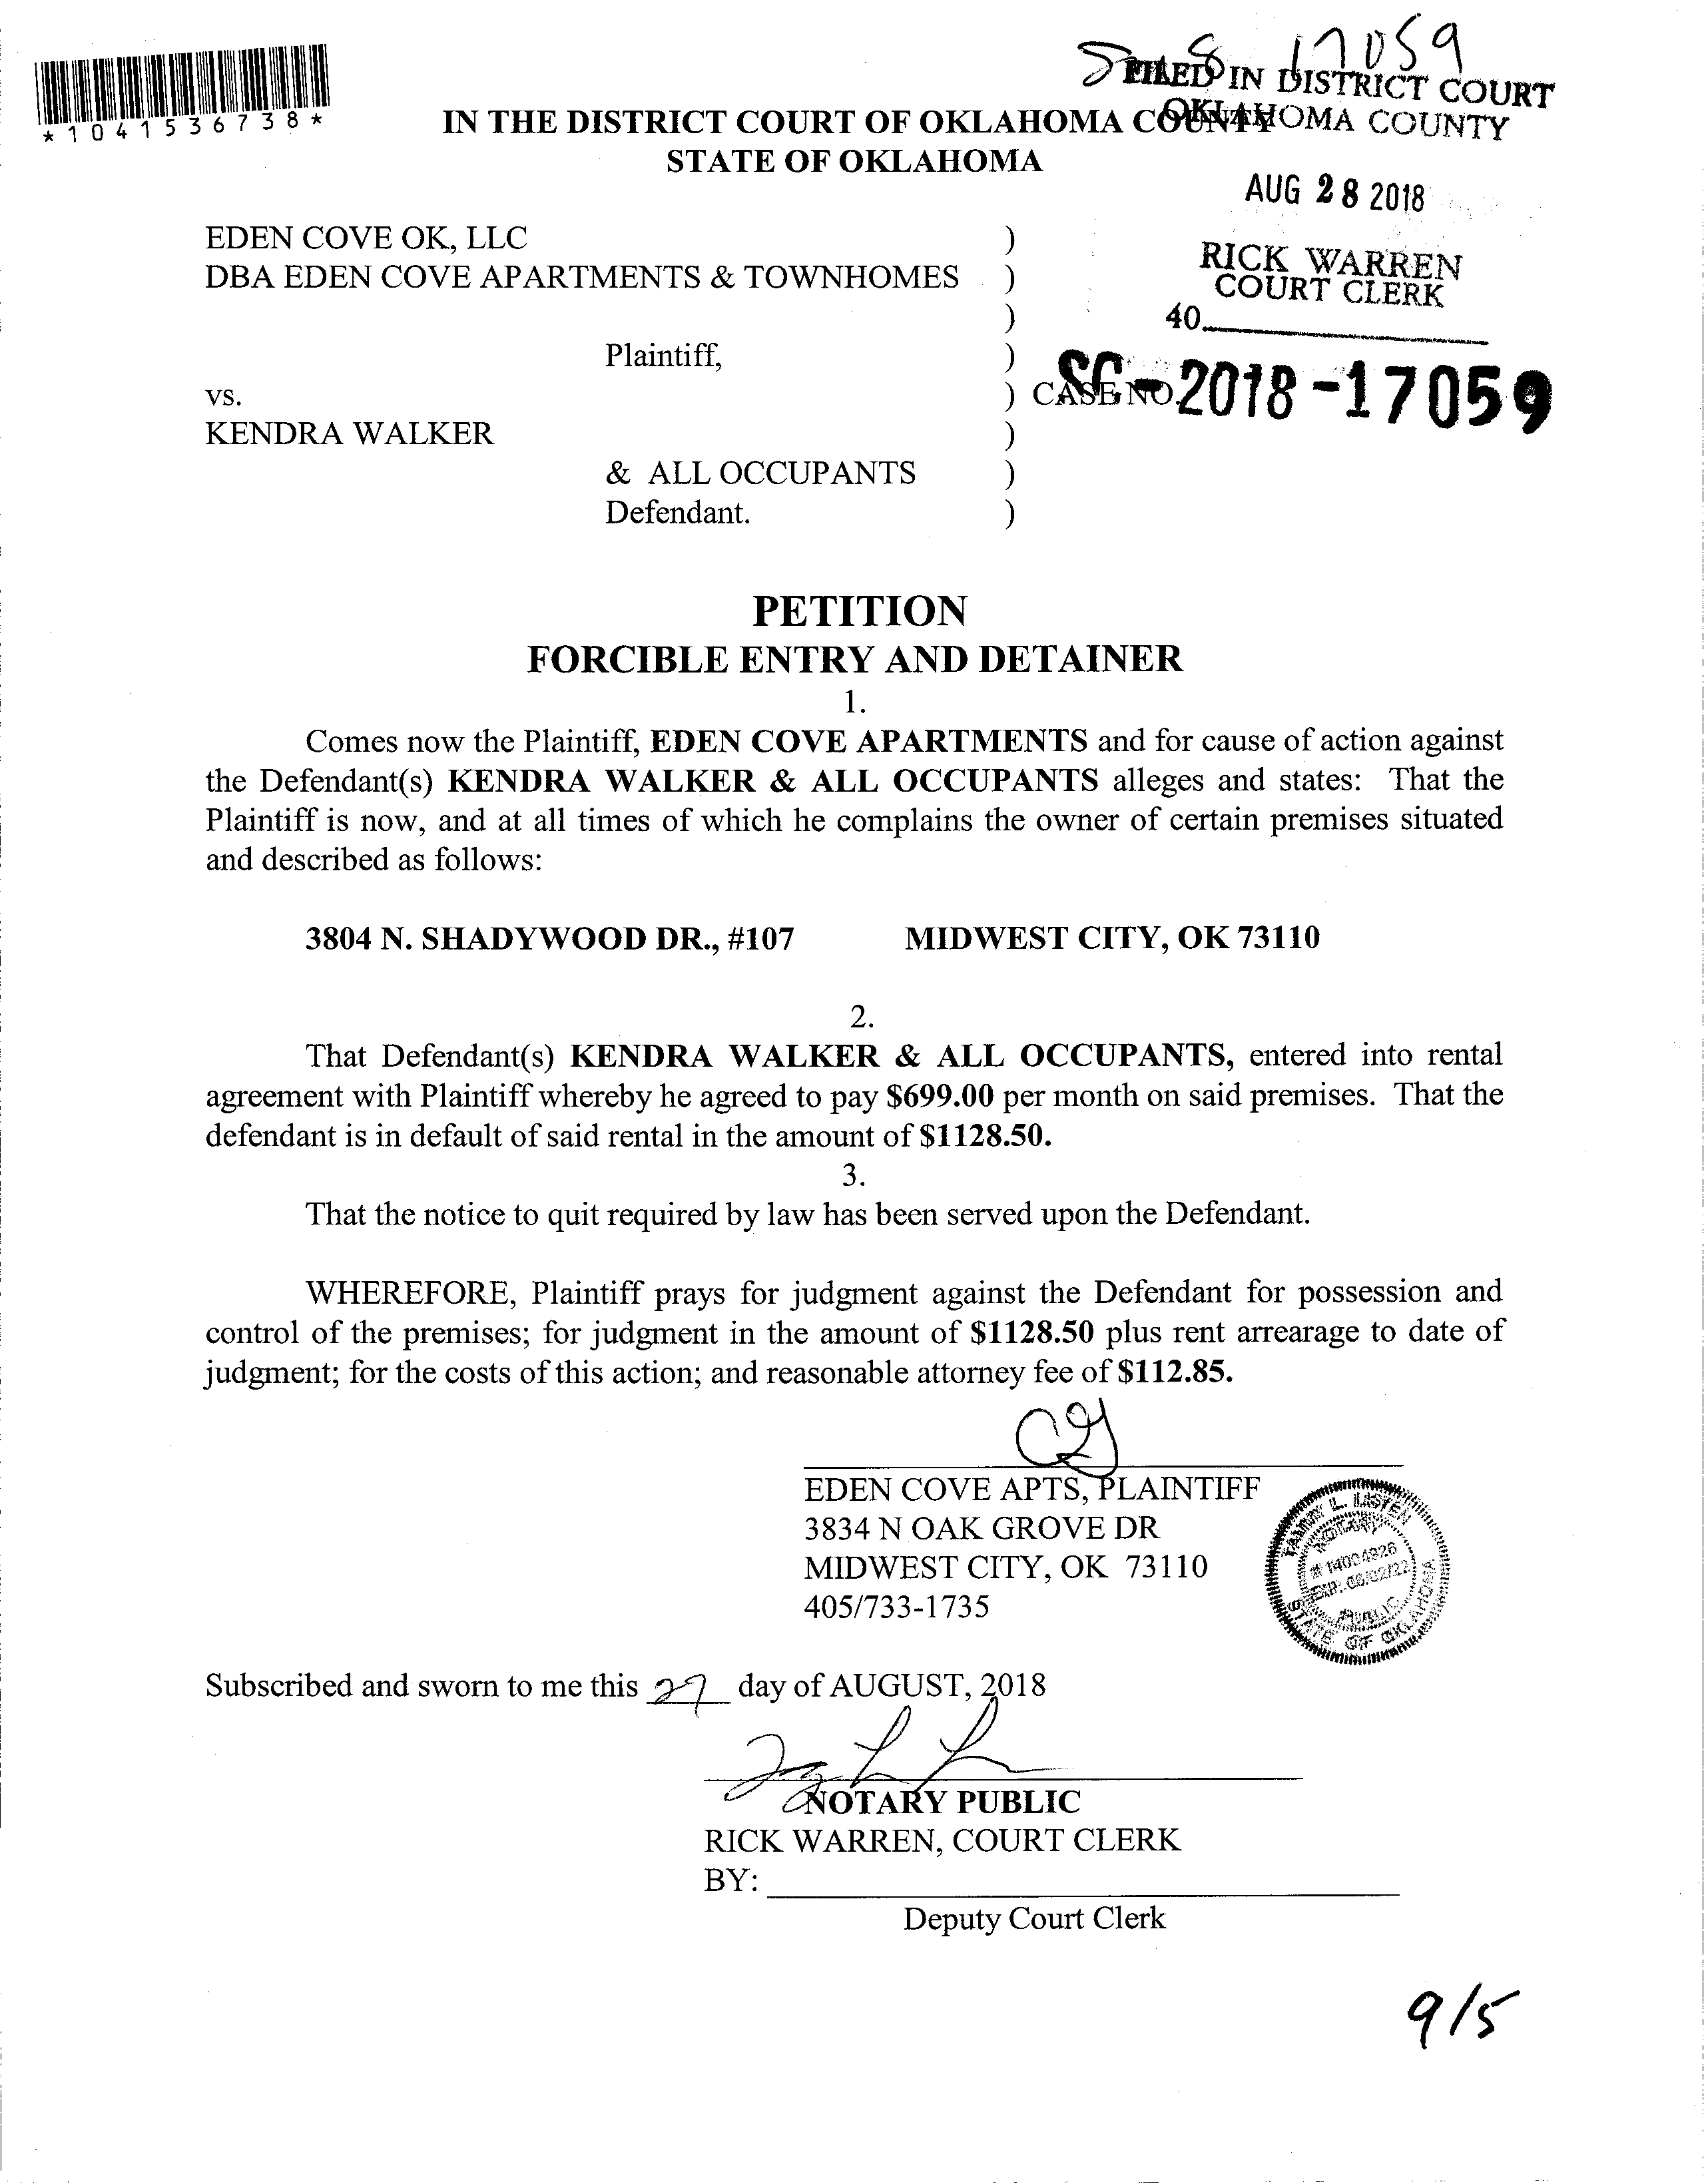 17059
FILED IN DISTRICT COURT
OKLAHOMA COUNTY
*1041536738*
IN THE DISTRICT COURT OF OKLAHOMA COUNTY
STATE OF OKLAHOMA
AUG 28 2018
RICK WARREN
COURT CLERK
40
EDEN COVE OK, LLC )
DBA EDEN COVE APARTMENTS & TOWNHOMES )
)
Plaintiff, )
vs. ) CASE NO. SC-2018-17059
KENDRA WALKER )
& ALL OCCUPANTS )
Defendant. )
PETITION
FORCIBLE ENTRY AND DETAINER
1.
Comes now the Plaintiff, EDEN COVE APARTMENTS and for cause of action against
the Defendant(s) KENDRA WALKER & ALL OCCUPANTS alleges and states: That the
Plaintiff is now, and at all times of which he complains the owner of certain premises situated
and described as follows:
3804 N. SHADYWOOD DR., #107 MIDWEST CITY, OK 73110
2.
That Defendant(s) KENDRA WALKER & ALL OCCUPANTS, entered into rental
agreement with Plaintiff whereby he agreed to pay $699.00 per month on said premises. That the
defendant is in default of said rental in the amount of $1128.50.
3.
That the notice to quit required by law has been served upon the Defendant.
WHEREFORE, Plaintiff prays for judgment against the Defendant for possession and
control of the premises; for judgment in the amount of $1128.50 plus rent arrearage to date of
judgment; for the costs of this action; and reasonable attorney fee of $112.85.
EDEN COVE APTS, PLAINTIFF
3834 N OAK GROVE DR
MIDWEST CITY, OK 73110
405/733-1735
TAMMY L. LISTEN
NOTARY
# 14004926
EXP. 06/02/22
PUBLIC
STATE OF OKLAHOMA
Subscribed and sworn to me this 27 day of AUGUST, 2018
NOTARY PUBLIC
RICK WARREN, COURT CLERK
BY:
Deputy Court Clerk
9/5